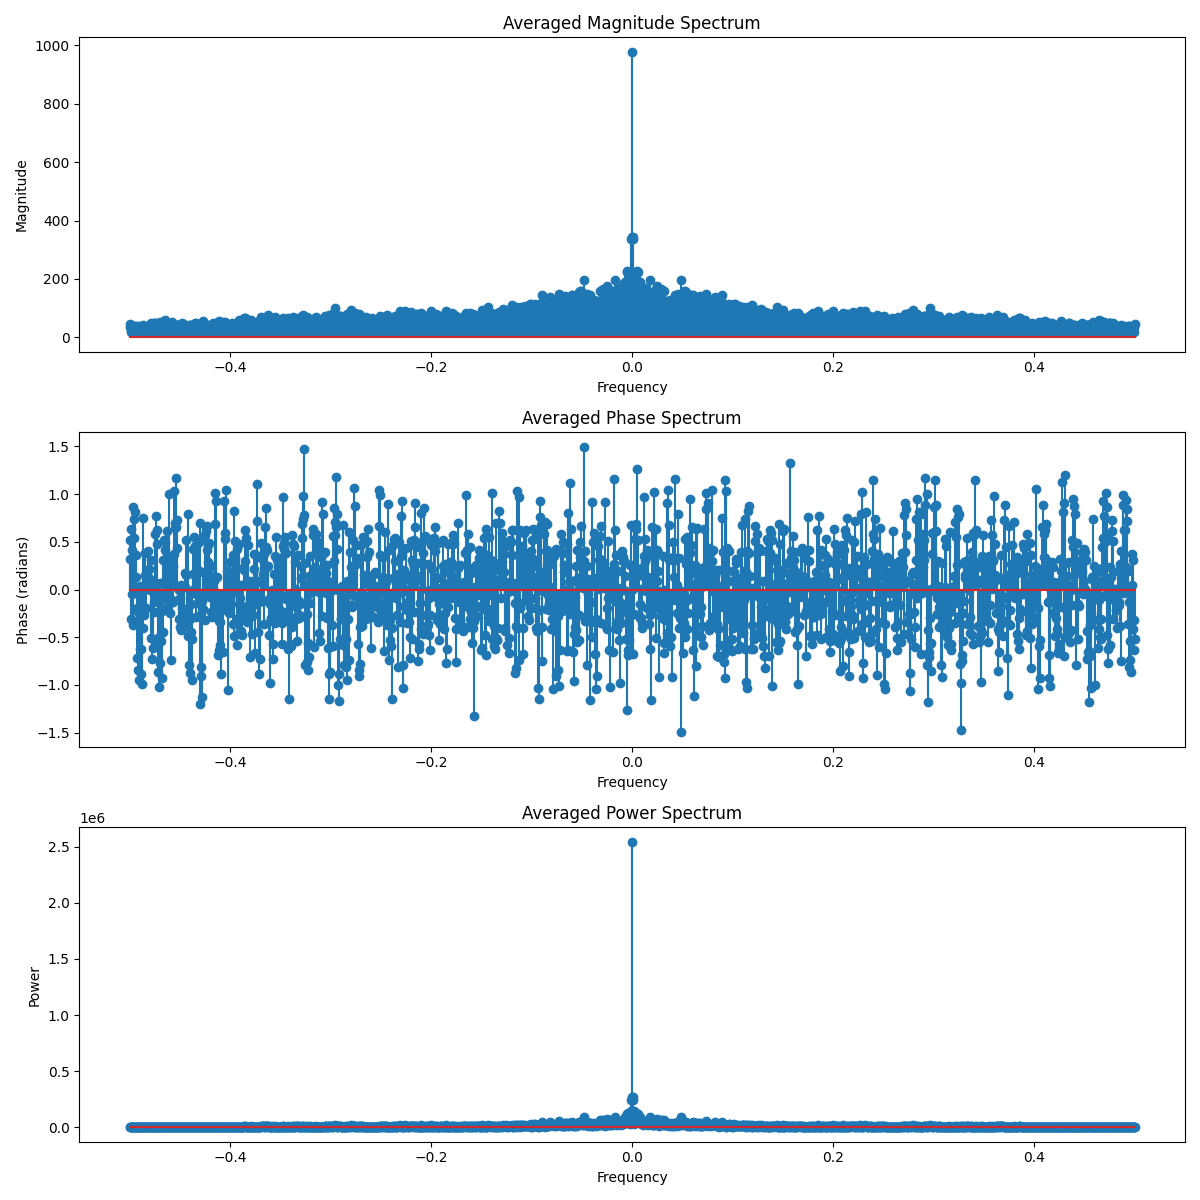 Averaged Magnitude Spectrum
1000
800
600
400
200
0
Magnitude
−0.4 −0.2 0.0 0.2 0.4
Frequency
Averaged Phase Spectrum
1.5
1.0
0.5
0.0
−0.5
−1.0
−1.5
Phase (radians)
−0.4 −0.2 0.0 0.2 0.4
Frequency
Averaged Power Spectrum
1e6
2.5
2.0
1.5
1.0
0.5
0.0
Power
−0.4 −0.2 0.0 0.2 0.4
Frequency